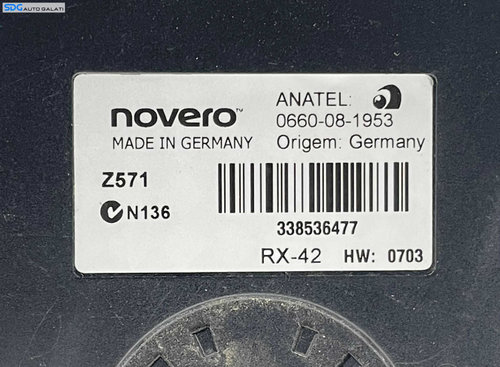 SDG AUTO GALATI
novero™
MADE IN GERMANY
ANATEL:
0660-08-1953
Origem: Germany
Z571
N136
338536477
RX-42 HW: 0703